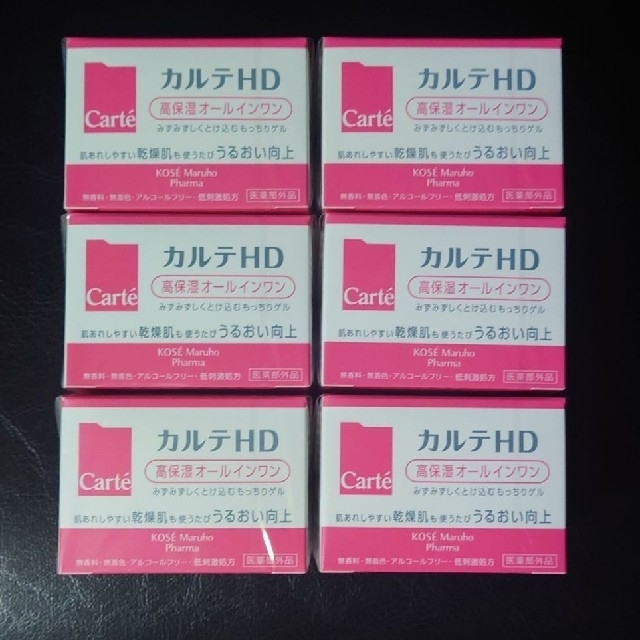 Carté
カルテHD
高保湿オールインワン
みずみずしくとけ込むもっちりゲル
肌あれしやすい乾燥肌も使うたびうるおい向上
KOSÉ Maruho
Pharma
無香料・無着色・アルコールフリー・低刺激処方 医薬部外品
Carté
カルテHD
高保湿オールインワン
みずみずしくとけ込むもっちりゲル
肌あれしやすい乾燥肌も使うたびうるおい向上
KOSÉ Maruho
Pharma
無香料・無着色・アルコールフリー・低刺激処方 医薬部外品
Carté
カルテHD
高保湿オールインワン
みずみずしくとけ込むもっちりゲル
肌あれしやすい乾燥肌も使うたびうるおい向上
KOSÉ Maruho
Pharma
無香料・無着色・アルコールフリー・低刺激処方 医薬部外品
Carté
カルテHD
高保湿オールインワン
みずみずしくとけ込むもっちりゲル
肌あれしやすい乾燥肌も使うたびうるおい向上
KOSÉ Maruho
Pharma
無香料・無着色・アルコールフリー・低刺激処方 医薬部外品
Carté
カルテHD
高保湿オールインワン
みずみずしくとけ込むもっちりゲル
肌あれしやすい乾燥肌も使うたびうるおい向上
KOSÉ Maruho
Pharma
無香料・無着色・アルコールフリー・低刺激処方 医薬部外品
Carté
カルテHD
高保湿オールインワン
みずみずしくとけ込むもっちりゲル
肌あれしやすい乾燥肌も使うたびうるおい向上
KOSÉ Maruho
Pharma
無香料・無着色・アルコールフリー・低刺激処方 医薬部外品